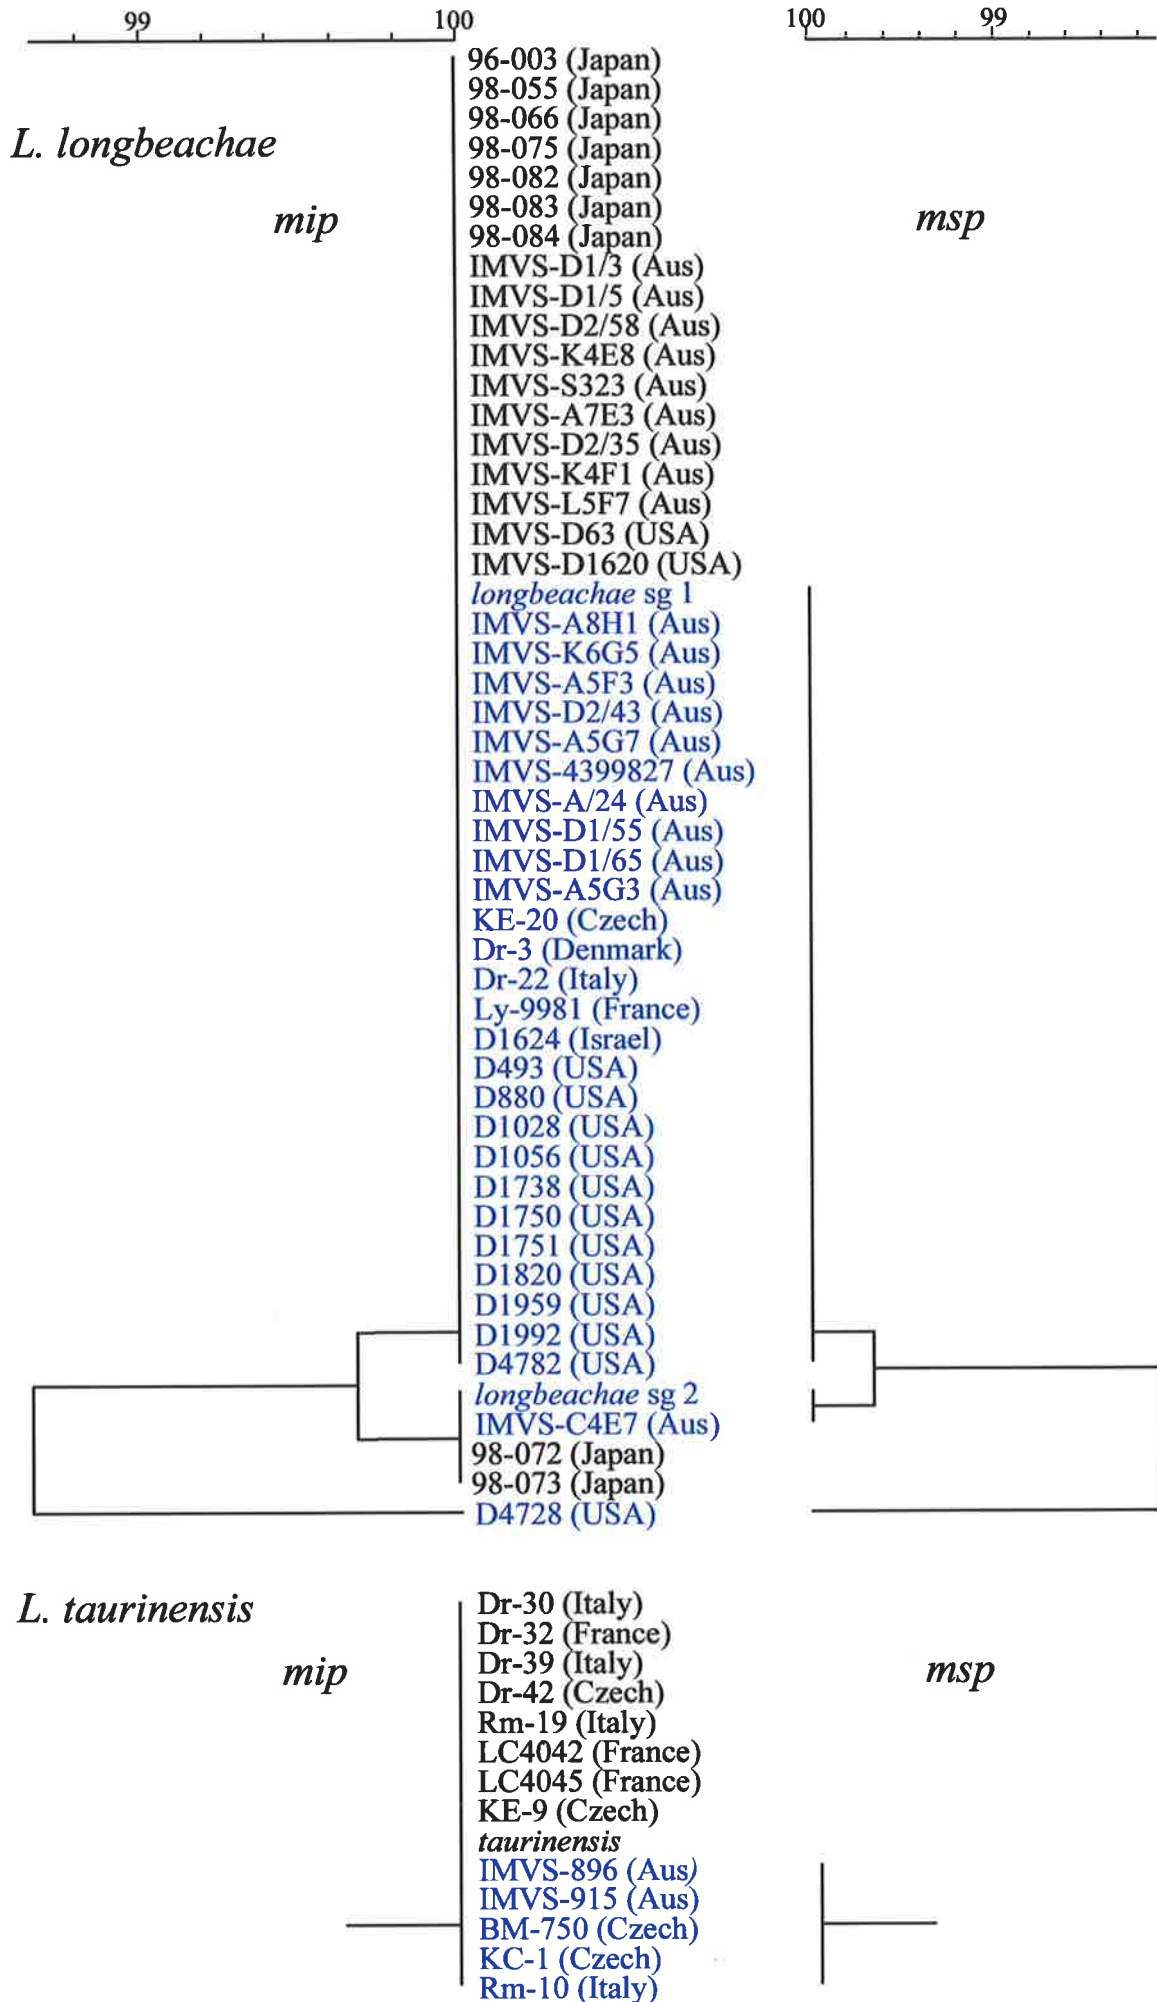 99 100 100 99
96-003 (Japan)
98-055 (Japan)
98-066 (Japan)
L. longbeachae
98-075 (Japan)
98-082 (Japan)
98-083 (Japan)
mip
msp
98-084 (Japan)
IMVS-D1/3 (Aus)
IMVS-D1/5 (Aus)
IMVS-D2/58 (Aus)
IMVS-K4E8 (Aus)
IMVS-S323 (Aus)
IMVS-A7E3 (Aus)
IMVS-D2/35 (Aus)
IMVS-K4F1 (Aus)
IMVS-L5F7 (Aus)
IMVS-D63 (USA)
IMVS-D1620 (USA)
longbeachae sg 1
IMVS-A8H1 (Aus)
IMVS-K6G5 (Aus)
IMVS-A5F3 (Aus)
IMVS-D2/43 (Aus)
IMVS-A5G7 (Aus)
IMVS-4399827 (Aus)
IMVS-A/24 (Aus)
IMVS-D1/55 (Aus)
IMVS-D1/65 (Aus)
IMVS-A5G3 (Aus)
KE-20 (Czech)
Dr-3 (Denmark)
Dr-22 (Italy)
Ly-9981 (France)
D1624 (Israel)
D493 (USA)
D880 (USA)
D1028 (USA)
D1056 (USA)
D1738 (USA)
D1750 (USA)
D1751 (USA)
D1820 (USA)
D1959 (USA)
D1992 (USA)
D4782 (USA)
longbeachae sg 2
IMVS-C4E7 (Aus)
98-072 (Japan)
98-073 (Japan)
D4728 (USA)
L. taurinensis
Dr-30 (Italy)
Dr-32 (France)
mip
Dr-39 (Italy)
msp
Dr-42 (Czech)
Rm-19 (Italy)
LC4042 (France)
LC4045 (France)
KE-9 (Czech)
taurinensis
IMVS-896 (Aus)
IMVS-915 (Aus)
BM-750 (Czech)
KC-1 (Czech)
Rm-10 (Italy)